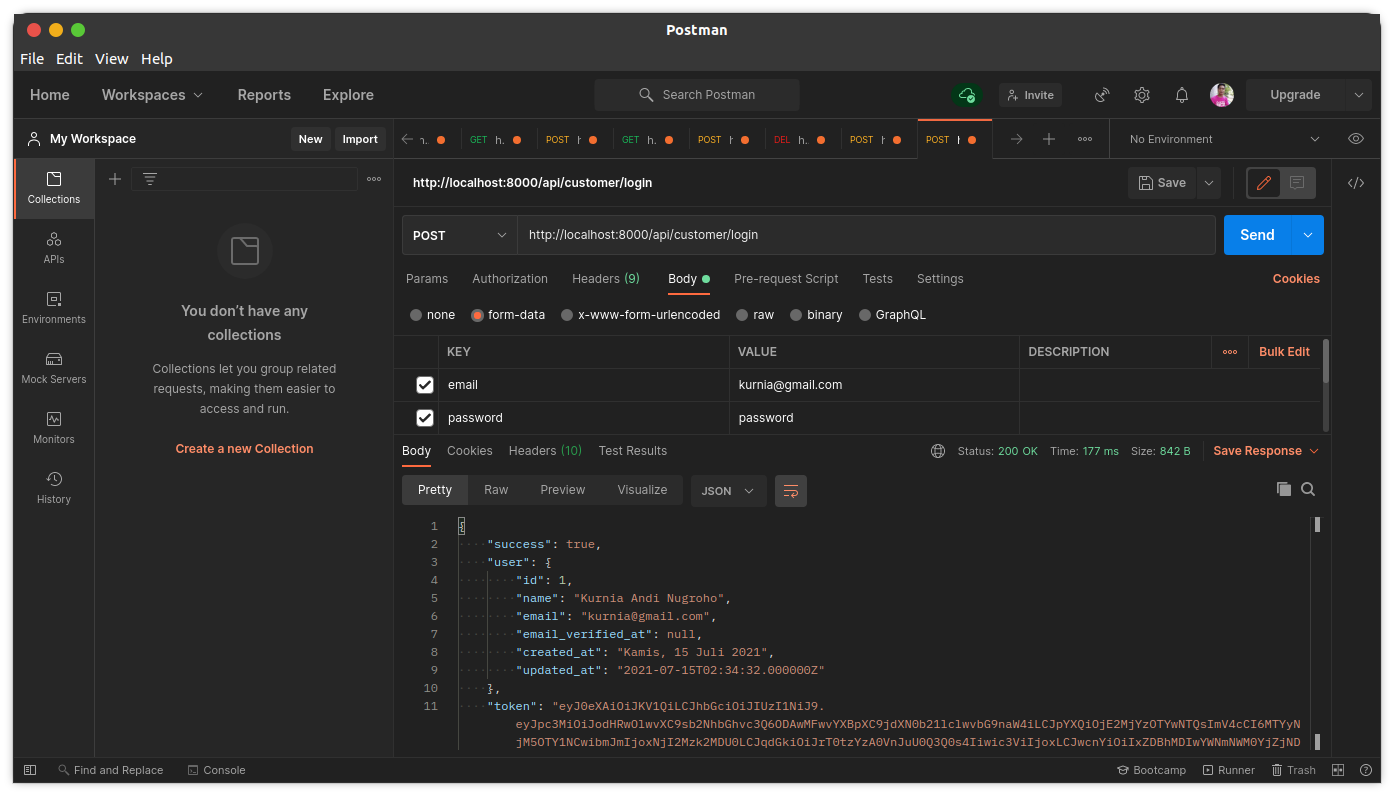 Postman
File Edit View Help
Home Workspaces Reports Explore Search Postman Invite Upgrade
My Workspace New Import
GET h. POST GET h. POST DEL h.. POST POST No Environment
Collections
APIs
Environments
Mock Servers
Monitors
History
You don't have any
collections
Collections let you group related
requests, making them easier to
access and run.
Create a new Collection
http://localhost:8000/api/customer/login Save
POST http://localhost:8000/api/customer/login Send
Params Authorization Headers (9) Body Pre-request Script Tests Settings Cookies
none form-data x-www-form-urlencoded raw binary GraphQL
KEY VALUE DESCRIPTION Bulk Edit
email kurnia@gmail.com
password password
Body Cookies Headers (10) Test Results Status: 200 OK Time: 177 ms Size: 842 B Save Response
Pretty Raw Preview Visualize JSON
1 {
2 "success": true,
3 "user": {
4 "id": 1,
5 "name": "Kurnia Andi Nugroho",
6 "email": "kurnia@gmail.com",
7 "email_verified_at": null,
8 "created_at": "Kamis, 15 Juli 2021",
9 "updated_at": "2021-07-15T02:34:32.000000Z"
10 },
11 "token": "eyJ0eXAiOiJKV1QiLCJhbGciOiJIUzI1NiJ9.
Find and Replace Console Bootcamp Runner Trash